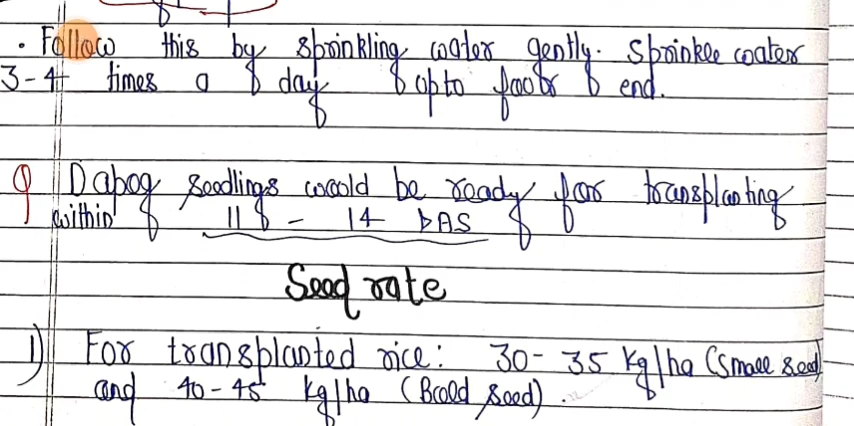 . Follow this by sprinkling water gently. Sprinkle water
3-4 times a day upto four end.
9 Dapog seedlings would be ready for transplanting
within 11 - 14 DAS
Seed rate
1) For transplanted rice: 30-35 kg/ha (Small seed)
and 40-45 kg/ha (Bold seed).